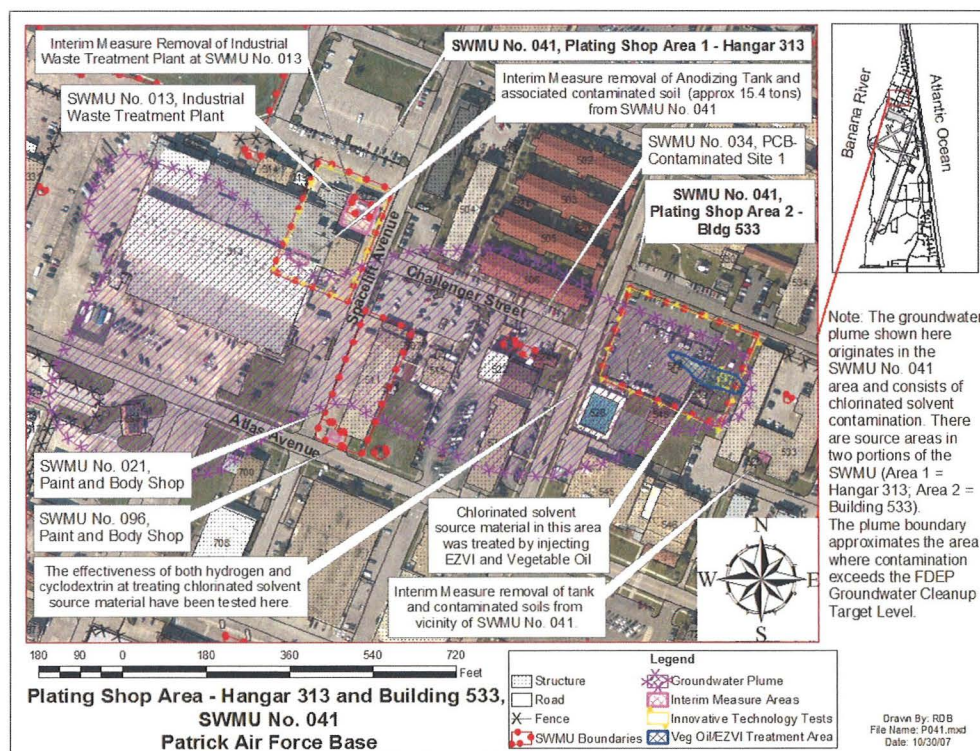 Interim Measure Removal of Industrial
Waste Treatment Plant at SWMU No. 013
SWMU No. 041, Plating Shop Area 1 - Hangar 313
SWMU No. 013, Industrial
Waste Treatment Plant
Interim Measure removal of Anodizing Tank and
associated contaminated soil (approx 15.4 tons)
from SWMU No. 041
SWMU No. 034, PCB-
Contaminated Site 1
SWMU No. 041,
Plating Shop Area 2 -
Bldg 533
Banana River
Atlantic Ocean
504
534
Spacelift Avenue
Challenger Street
Atlas Avenue
523
700
708
SWMU No. 021,
Paint and Body Shop
SWMU No. 096,
Paint and Body Shop
The effectiveness of both hydrogen and
cyclodextrin at treating chlorinated solvent
source material have been tested here.
Chlorinated solvent
source material in this area
was treated by injecting
EZVI and Vegetable Oil
Interim Measure removal of tank
and contaminated soils from
vicinity of SWMU No. 041.
N
W
E
S
Note: The groundwater
plume shown here
originates in the
SWMU No. 041
area and consists of
chlorinated solvent
contamination. There
are source areas in
two portions of the
SWMU (Area 1 =
Hangar 313; Area 2 =
Building 533).
The plume boundary
approximates the area
where contamination
exceeds the FDEP
Groundwater Cleanup
Target Level.
180 90 0 180 360 540 720
Feet
Plating Shop Area - Hangar 313 and Building 533,
SWMU No. 041
Patrick Air Force Base
Legend
Structure
Road
Fence
SWMU Boundaries
Groundwater Plume
Interim Measure Areas
Innovative Technology Tests
Veg Oil/EZVI Treatment Area
Drawn By: RDB
File Name: P041.mxd
Date: 10/30/07